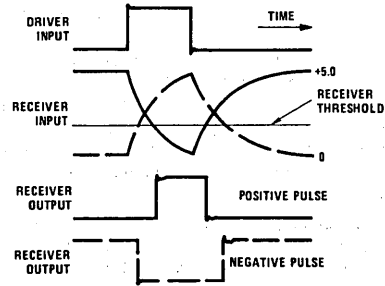 DRIVER
INPUT
TIME
+5.0
RECEIVER
THRESHOLD
RECEIVER
INPUT
0
RECEIVER
OUTPUT
POSITIVE PULSE
RECEIVER
OUTPUT
NEGATIVE PULSE